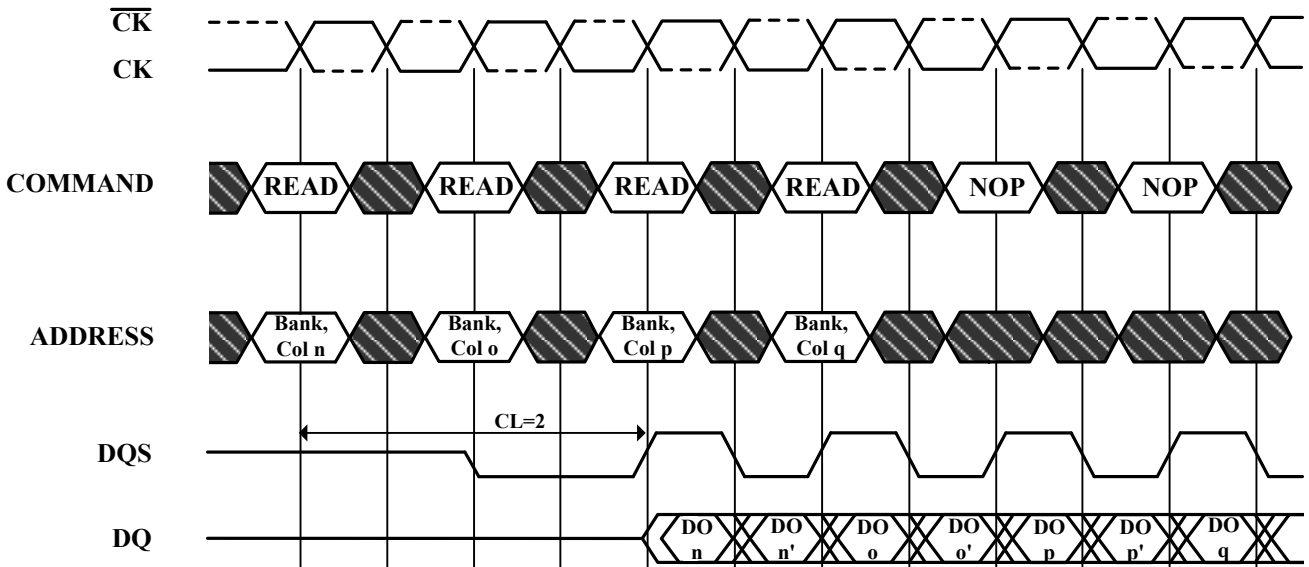 CK
CK
COMMAND READ READ READ READ NOP NOP
ADDRESS
Bank, Col n
Bank, Col o
Bank, Col p
Bank, Col q
CL=2
DQS
DQ
DO n
DO n'
DO o
DO o'
DO p
DO p'
DO q